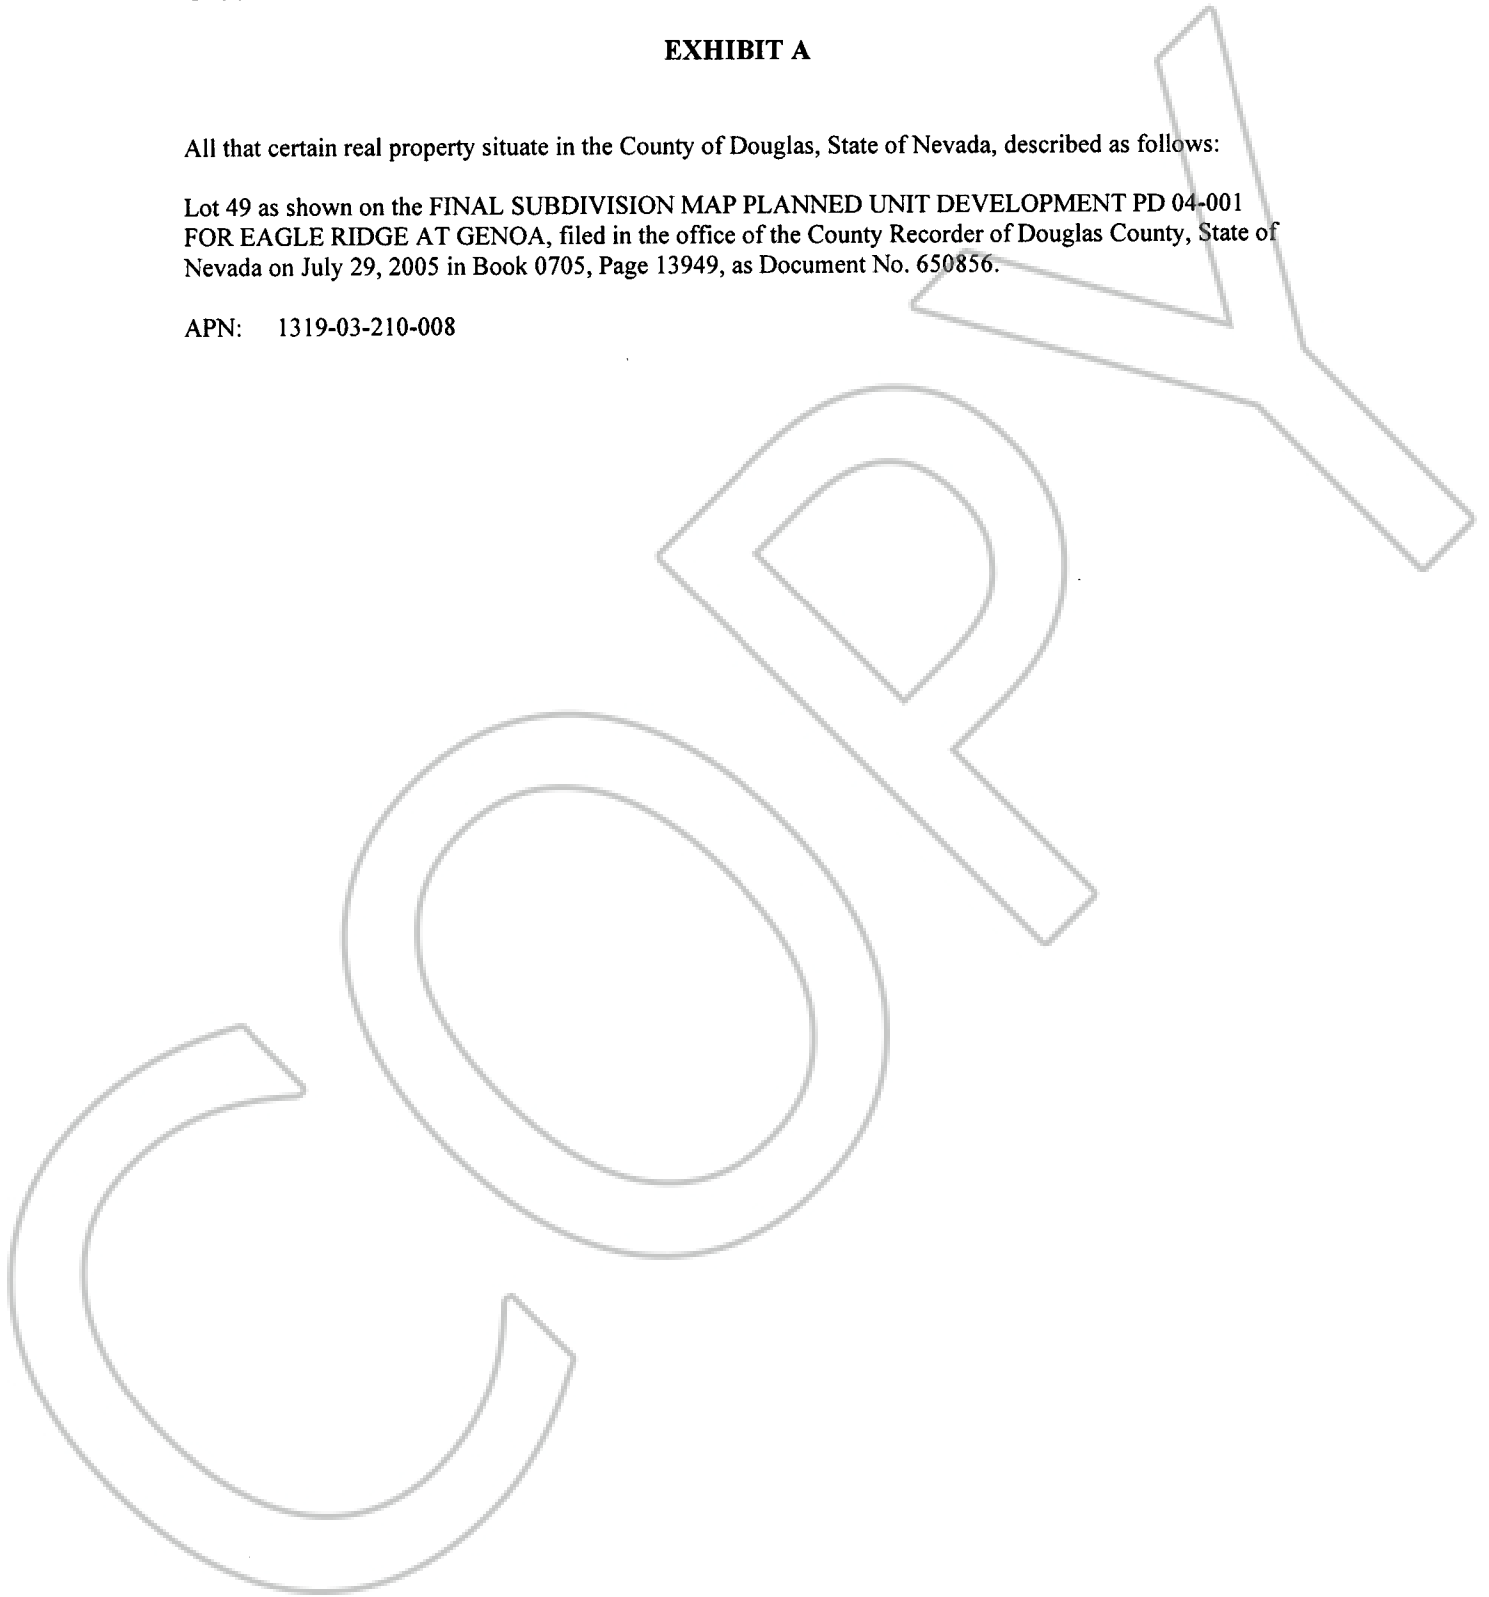 EXHIBIT A
All that certain real property situate in the County of Douglas, State of Nevada, described as follows:
Lot 49 as shown on the FINAL SUBDIVISION MAP PLANNED UNIT DEVELOPMENT PD 04-001
FOR EAGLE RIDGE AT GENOA, filed in the office of the County Recorder of Douglas County, State of
Nevada on July 29, 2005 in Book 0705, Page 13949, as Document No. 650856.
APN: 1319-03-210-008
COPY